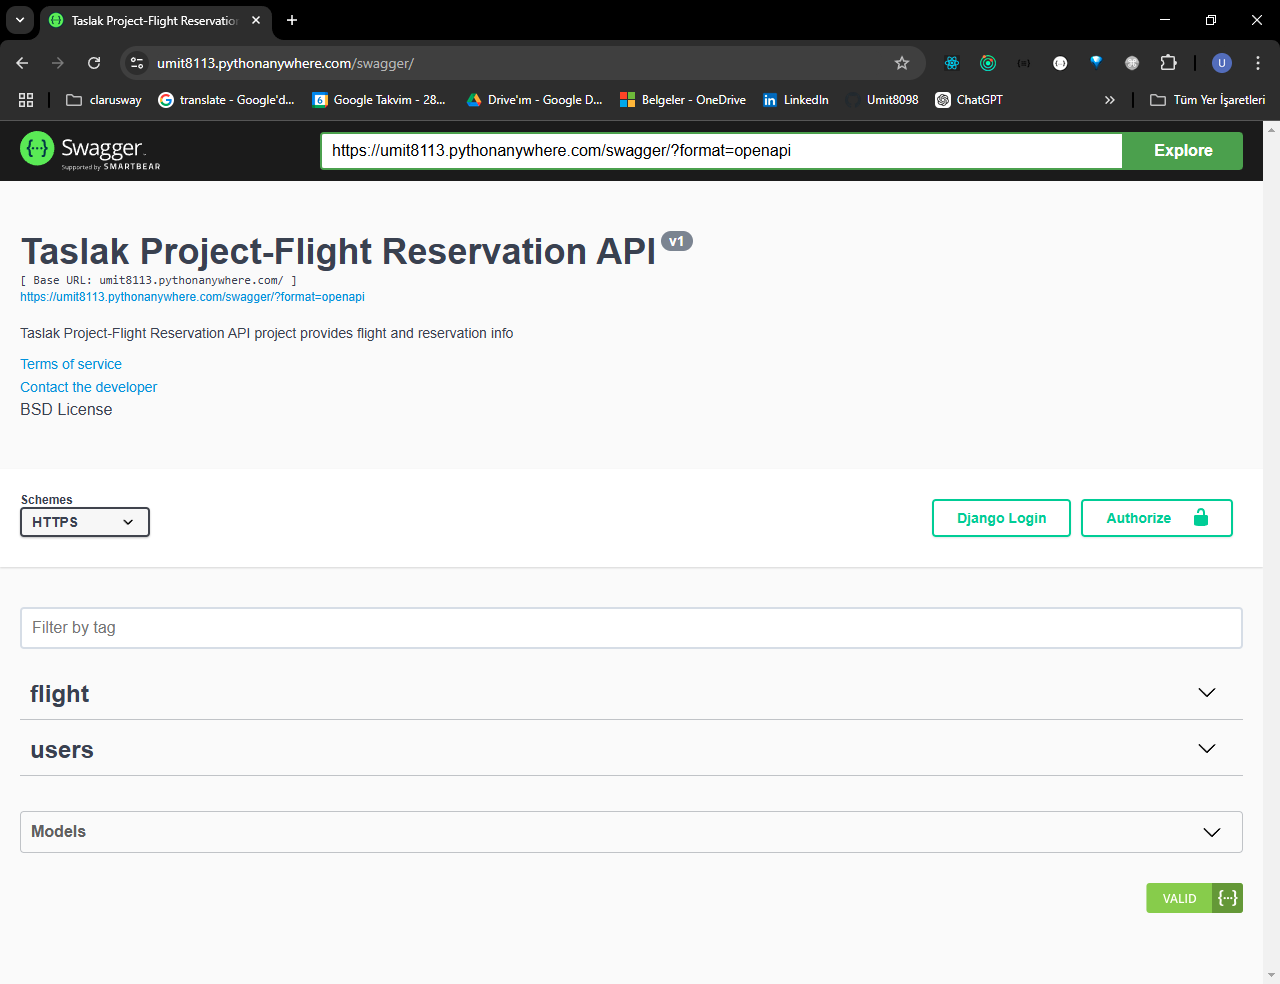 Taslak Project-Flight Reservation
umit8113.pythonanywhere.com/swagger/
U
clarusway
translate - Google'd...
6
Google Takvim - 28...
Drive'ım - Google D...
Belgeler - OneDrive
LinkedIn
Umit8098
ChatGPT
Tüm Yer İşaretleri
Swagger
Supported by SMARTBEAR
https://umit8113.pythonanywhere.com/swagger/?format=openapi
Explore
Taslak Project-Flight Reservation API v1
[ Base URL: umit8113.pythonanywhere.com/ ]
https://umit8113.pythonanywhere.com/swagger/?format=openapi
Taslak Project-Flight Reservation API project provides flight and reservation info
Terms of service
Contact the developer
BSD License
Schemes
HTTPS
Django Login
Authorize
Filter by tag
flight
users
Models
VALID {...}